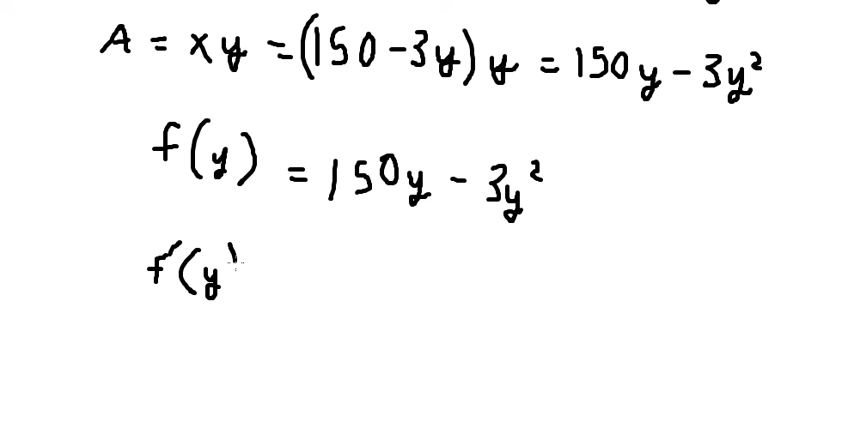 A = xy = (150 - 3y) y = 150y - 3y²
f(y) = 150y - 3y²
f'(y)